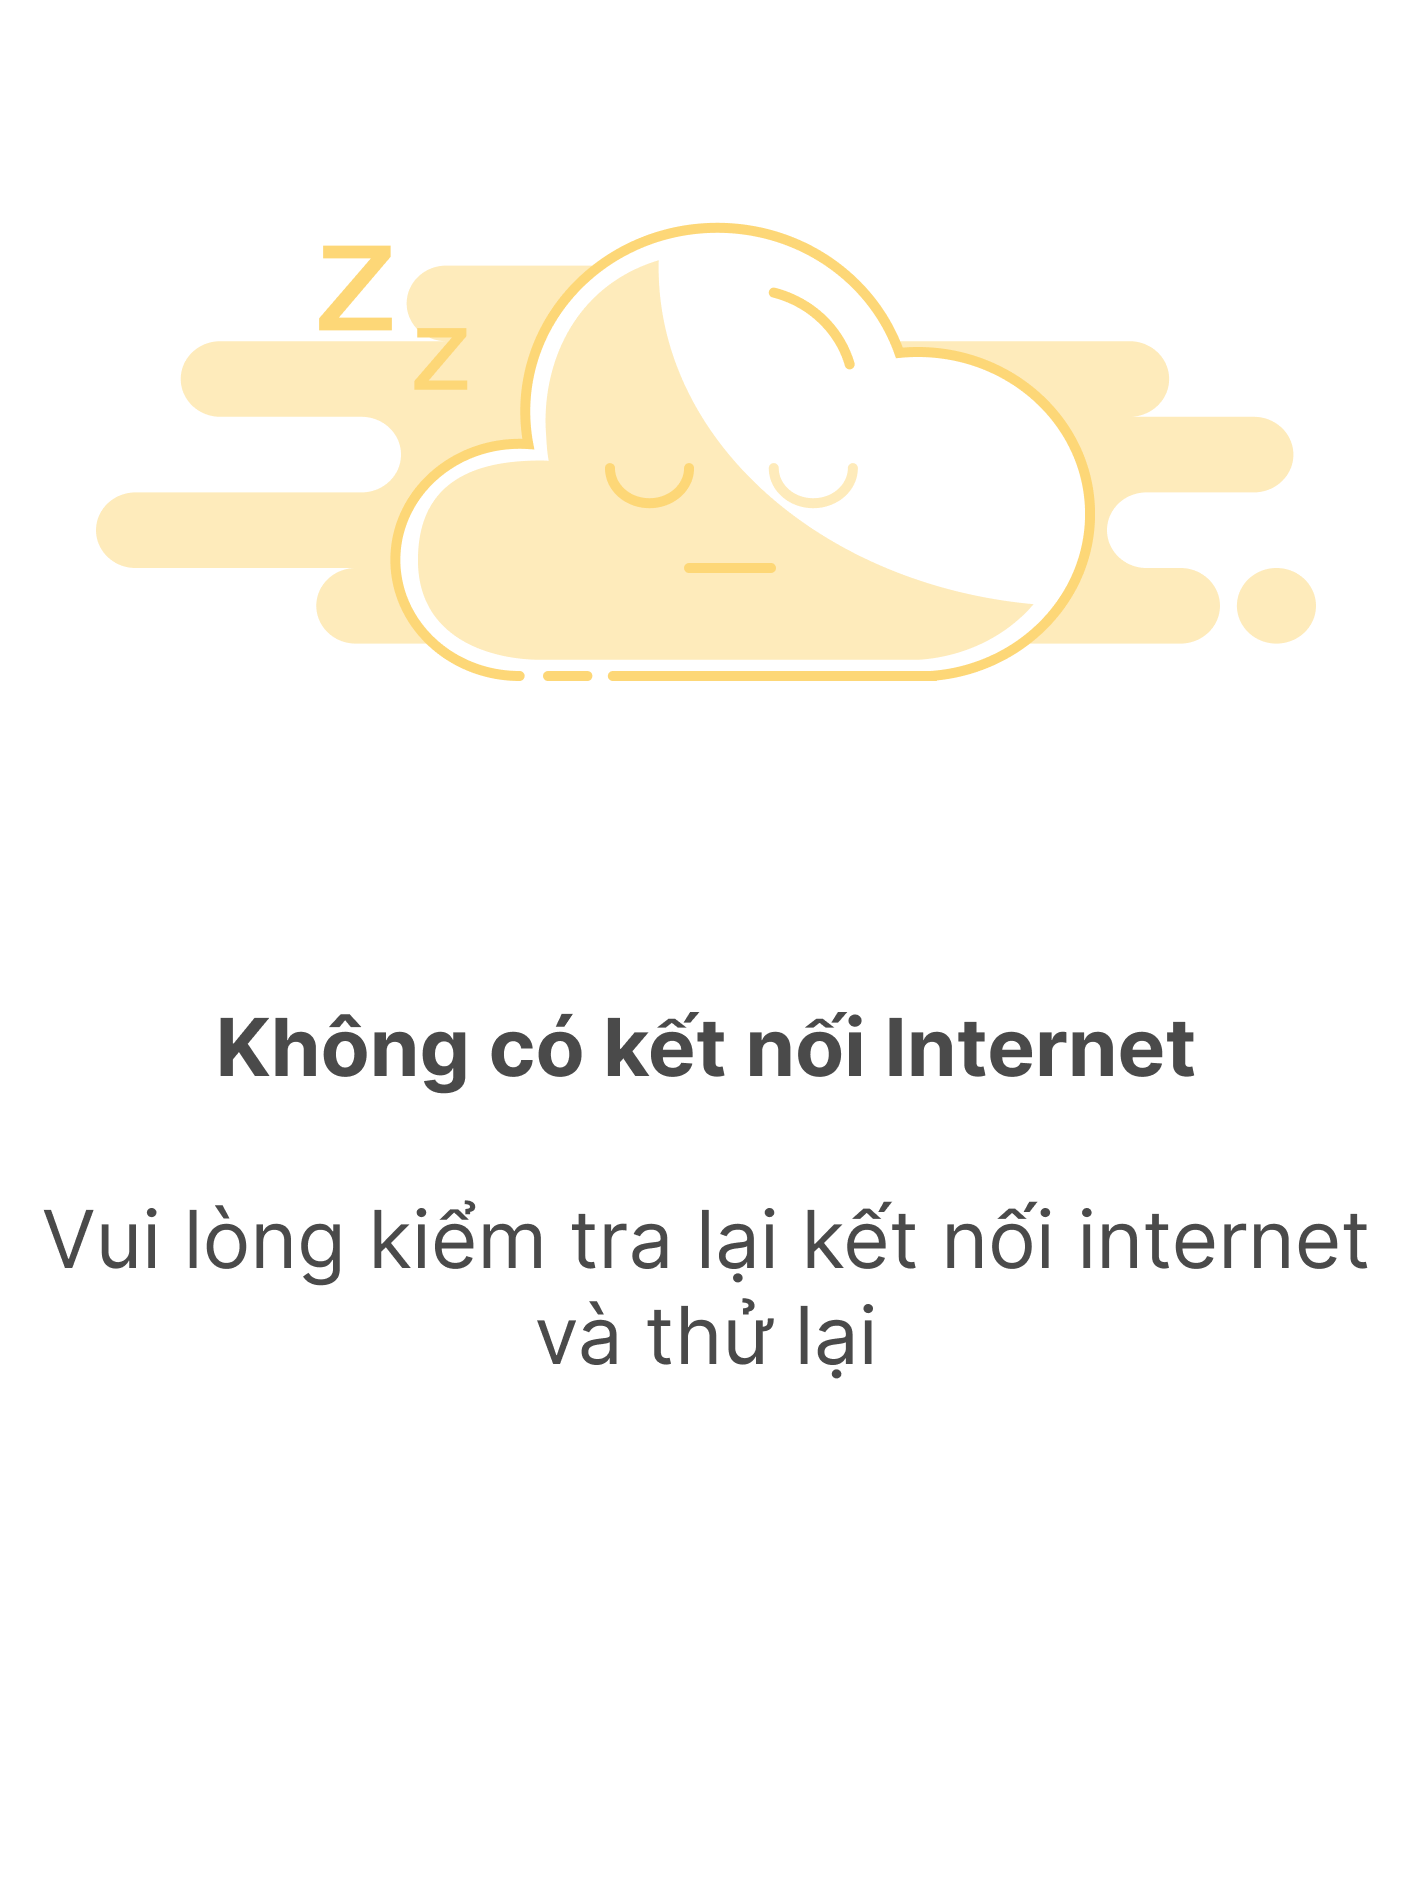 Z
Z
Không có kết nối Internet
Vui lòng kiểm tra lại kết nối internet
và thử lại